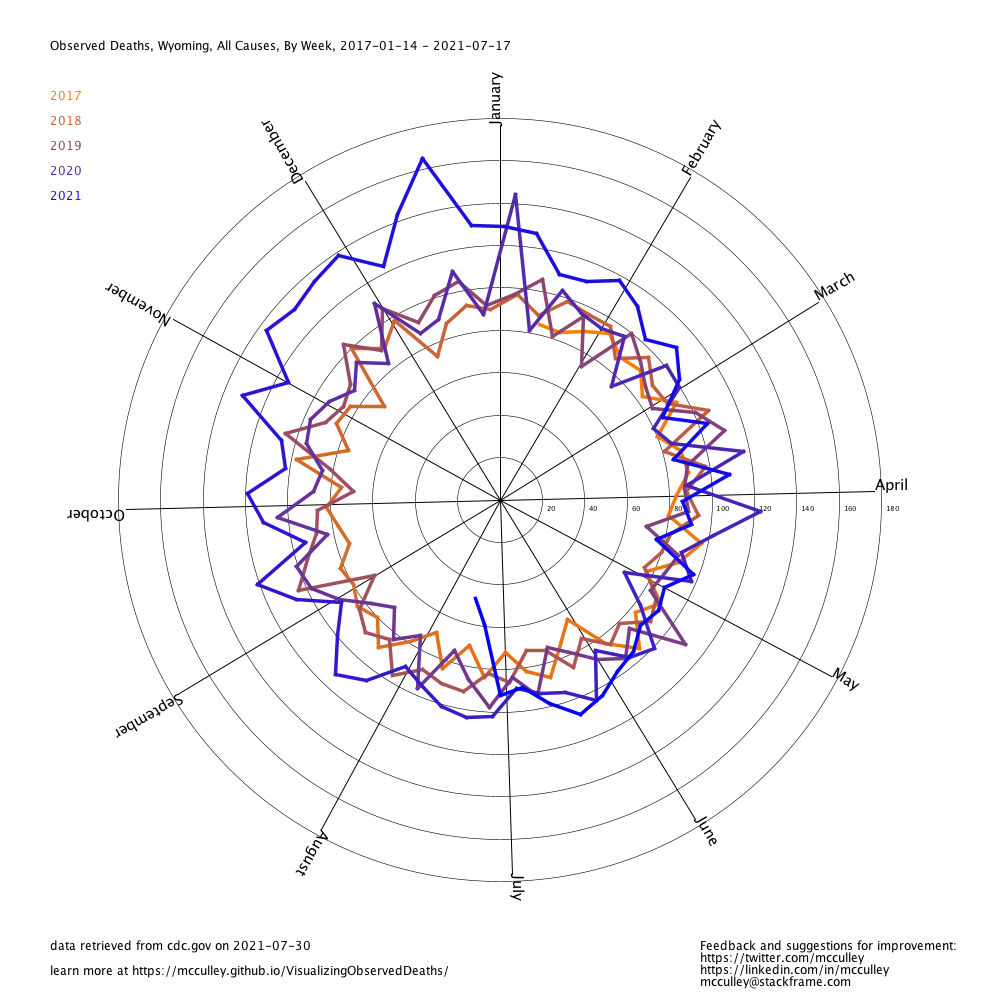 Observed Deaths, Wyoming, All Causes, By Week, 2017-01-14 - 2021-07-17
2017
2018
2019
2020
2021
January
February
March
April
May
June
July
August
September
October
November
December
20 40 60 80 100 120 140 160 180
data retrieved from cdc.gov on 2021-07-30
learn more at https://mcculley.github.io/VisualizingObservedDeaths/
Feedback and suggestions for improvement:
https://twitter.com/mcculley
https://linkedin.com/in/mcculley
mcculley@stackframe.com